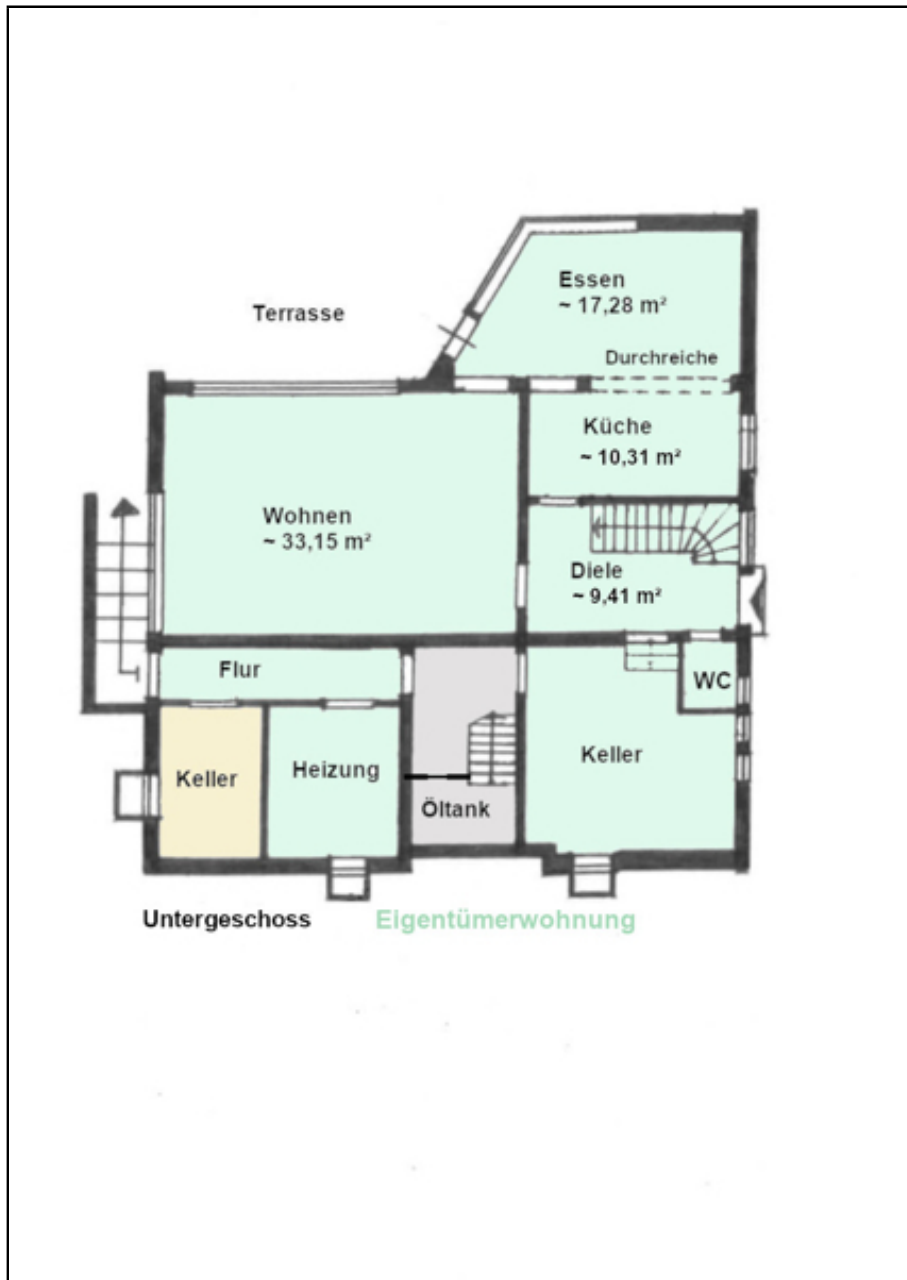 Essen
~ 17,28 m²
Terrasse
Durchreiche
Küche
~ 10,31 m²
Wohnen
~ 33,15 m²
Diele
~ 9,41 m²
Flur
WC
Keller
Heizung
Keller
Öltank
Untergeschoss Eigentümerwohnung